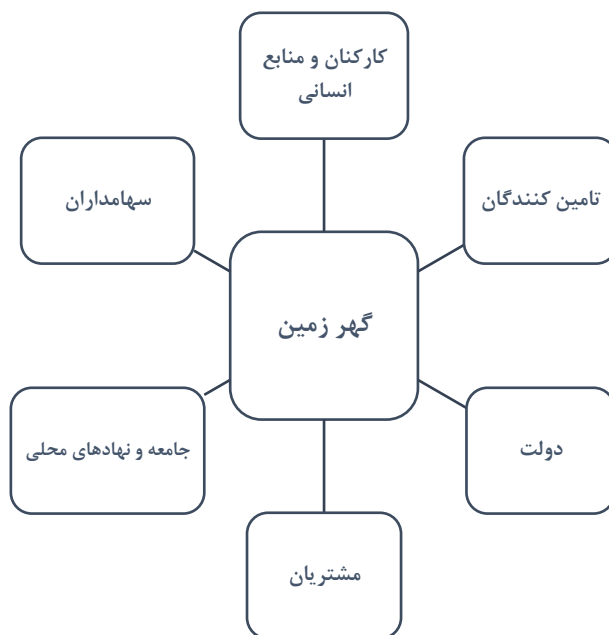 کارکنان و منابع
انسانی
تامین کنندگان
سهامداران
گهر زمین
دولت
جامعه و نهادهای محلی
مشتریان